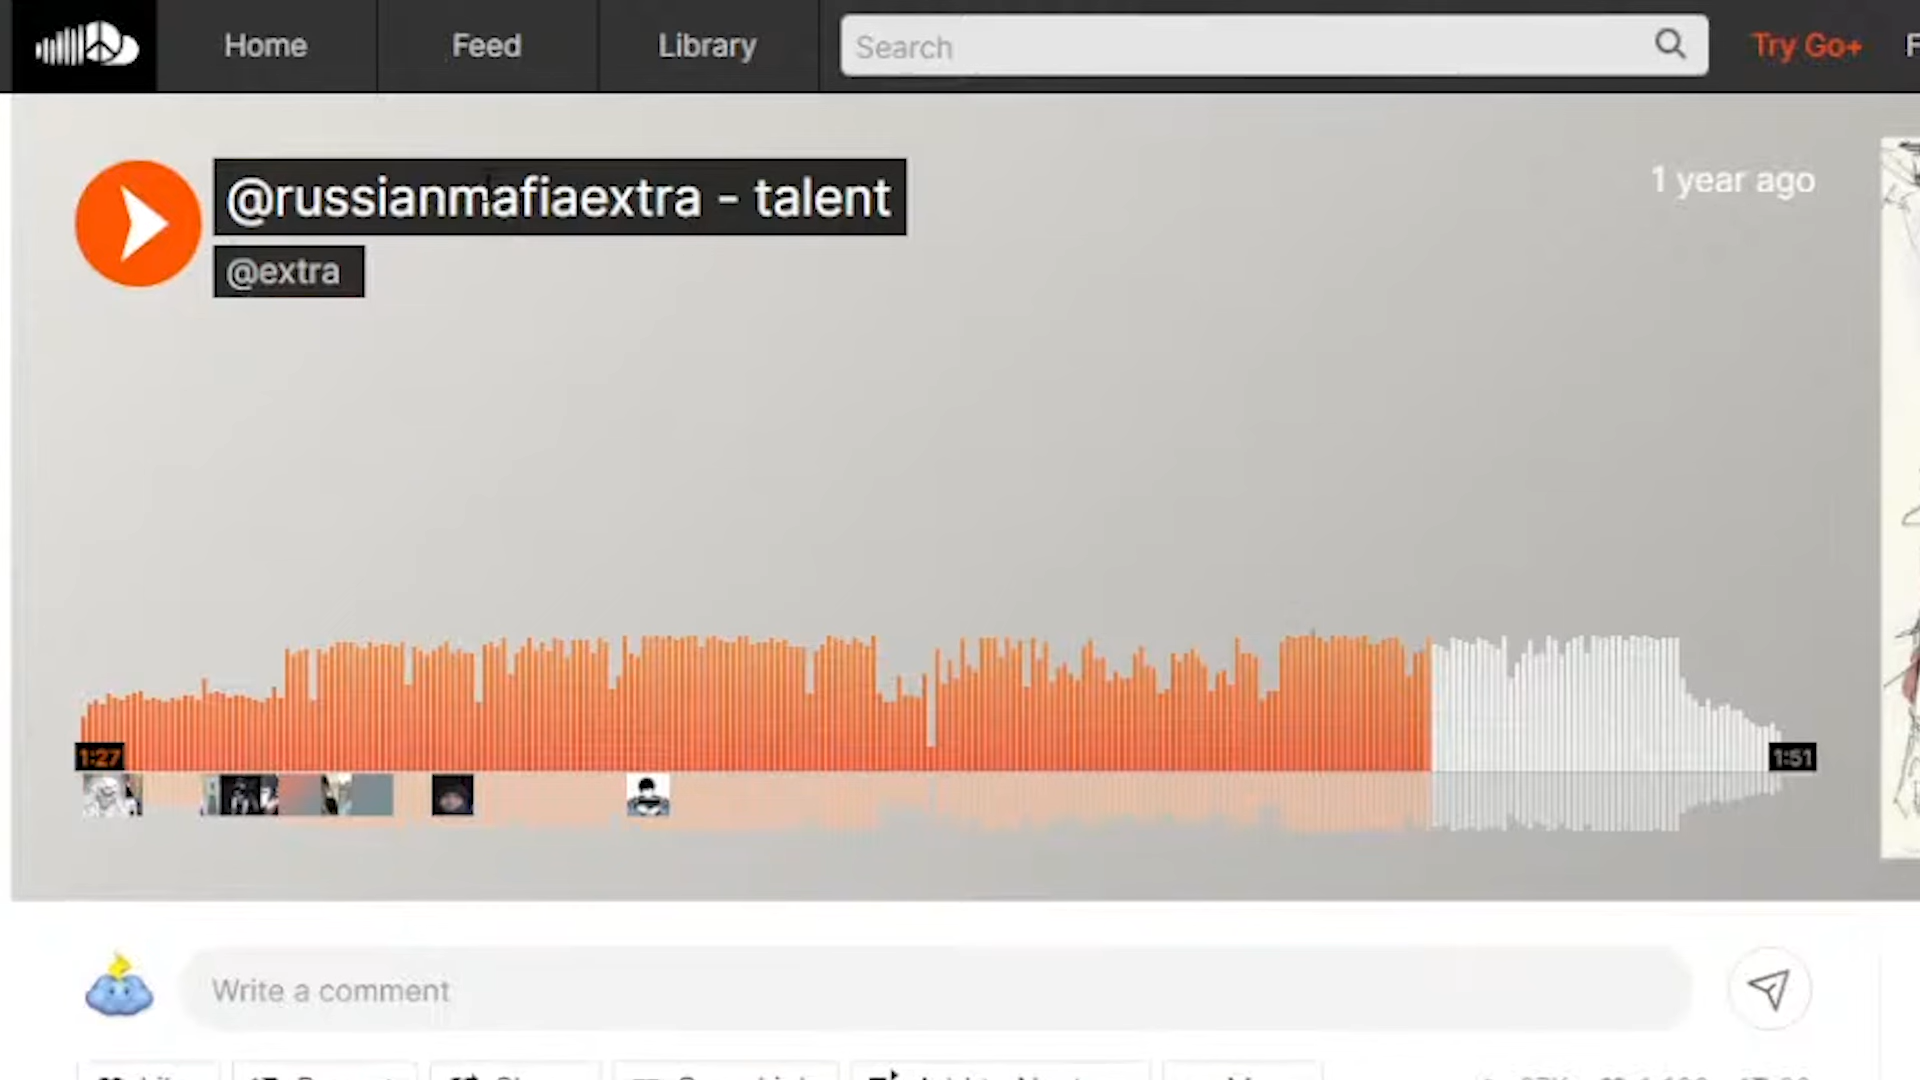 Home Feed Library Search Try Go+
@russianmafiaextra - talent
1 year ago
@extra
1:27
1:51
Write a comment